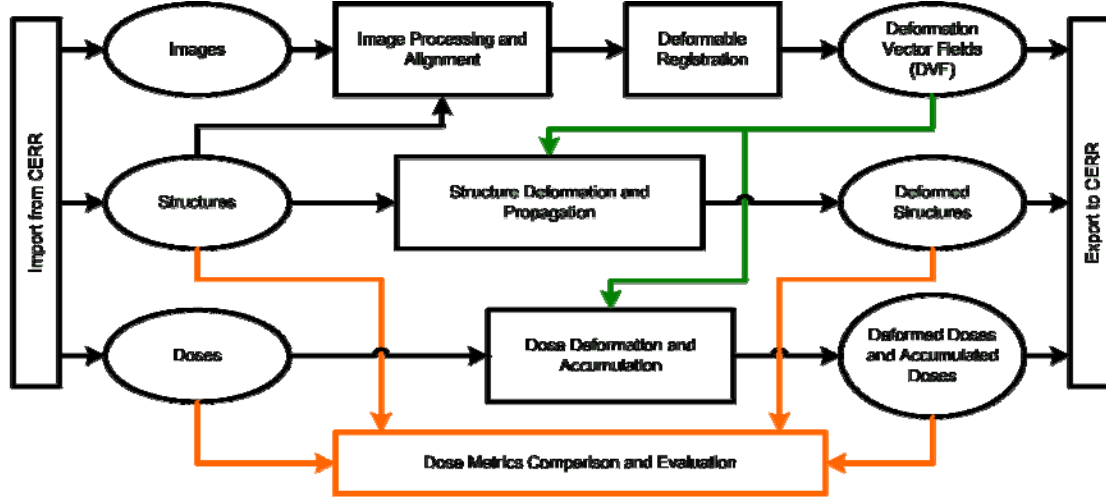 Import from CERR
Images
Image Processing and
Alignment
Deformable
Registration
Deformation
Vector Fields
(DVF)
Structures
Structure Deformation and
Propagation
Deformed
Structures
Doses
Dose Deformation and
Accumulation
Deformed Doses
and Accumulated
Doses
Dose Metrics Comparison and Evaluation
Export to CERR